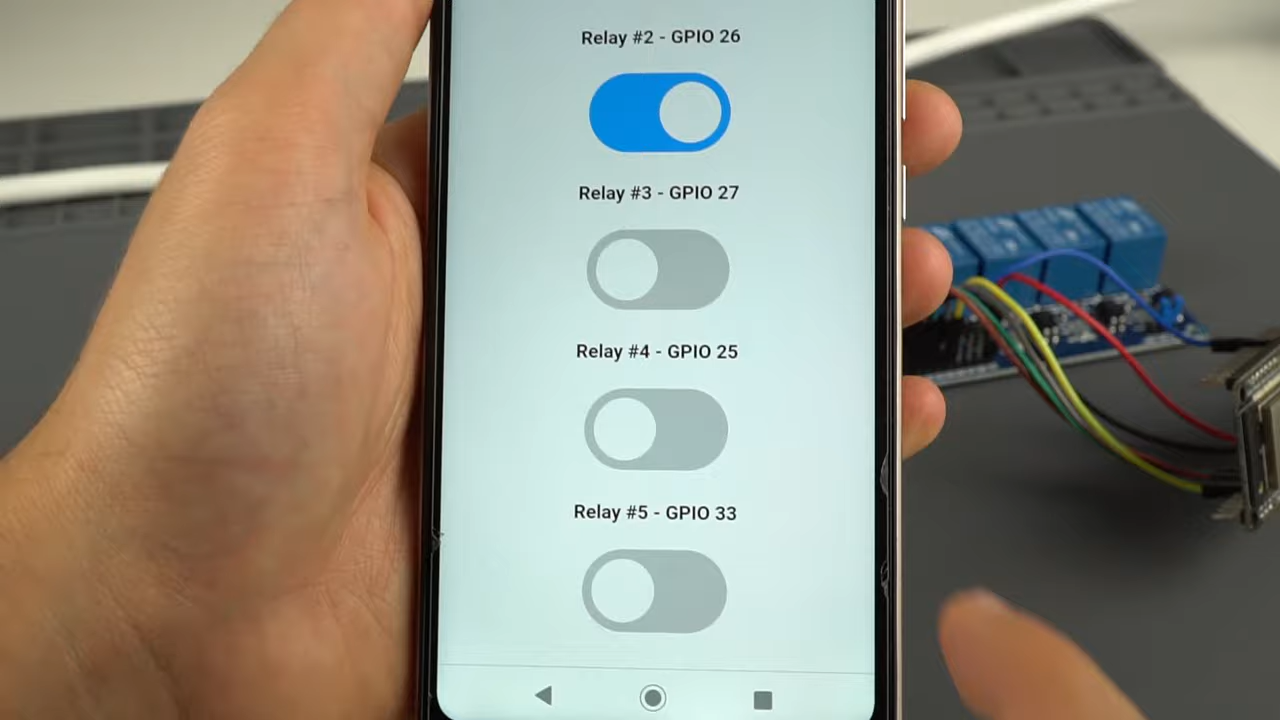 Relay #2 - GPIO 26
Relay #3 - GPIO 27
Relay #4 - GPIO 25
Relay #5 - GPIO 33